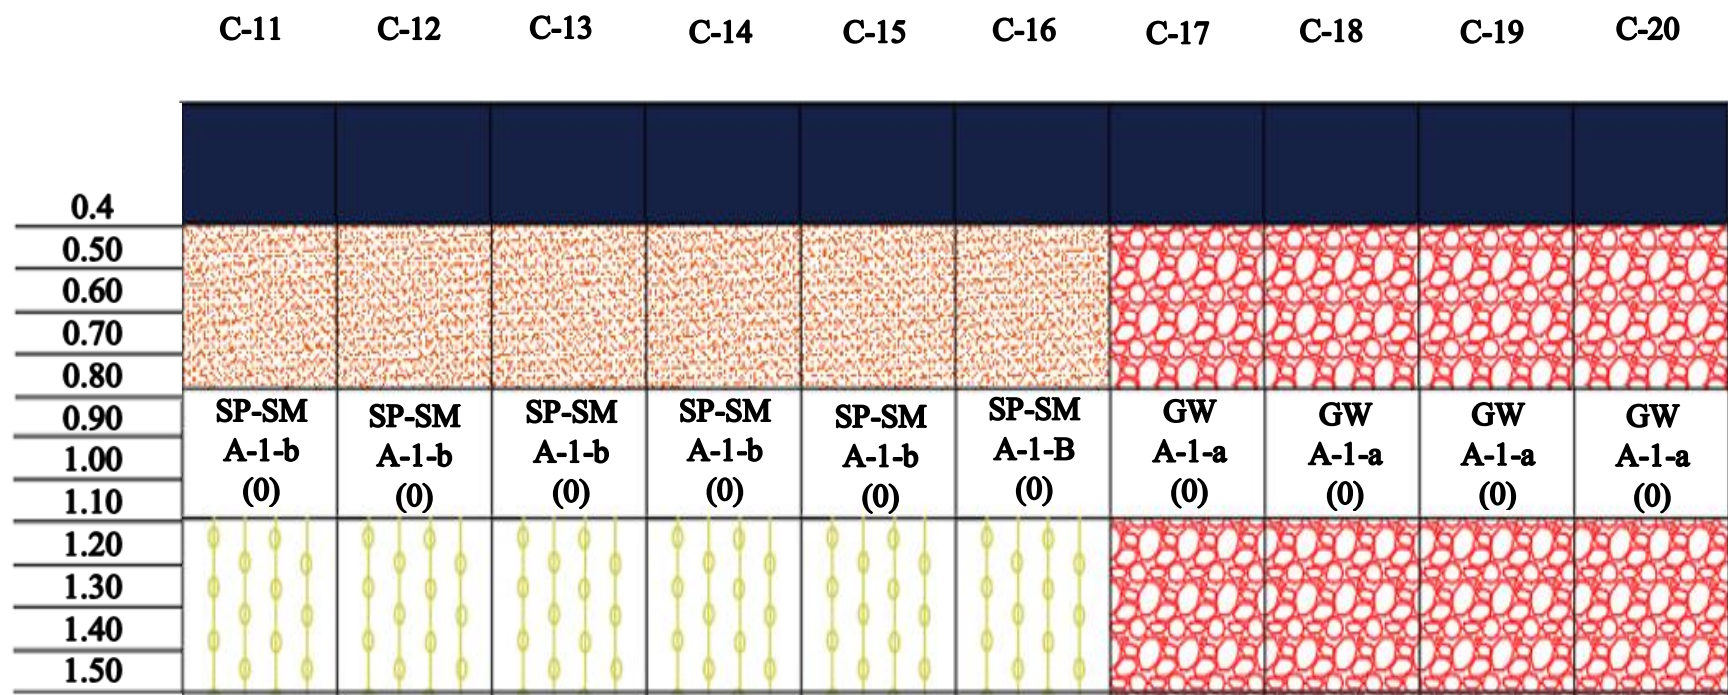 C-11 C-12 C-13 C-14 C-15 C-16 C-17 C-18 C-19 C-20
0.4
0.50
0.60
0.70
0.80
0.90 SP-SM SP-SM SP-SM SP-SM SP-SM SP-SM GW GW GW GW
1.00 A-1-b A-1-b A-1-b A-1-b A-1-b A-1-B A-1-a A-1-a A-1-a A-1-a
1.10 (0) (0) (0) (0) (0) (0) (0) (0) (0) (0)
1.20
1.30
1.40
1.50